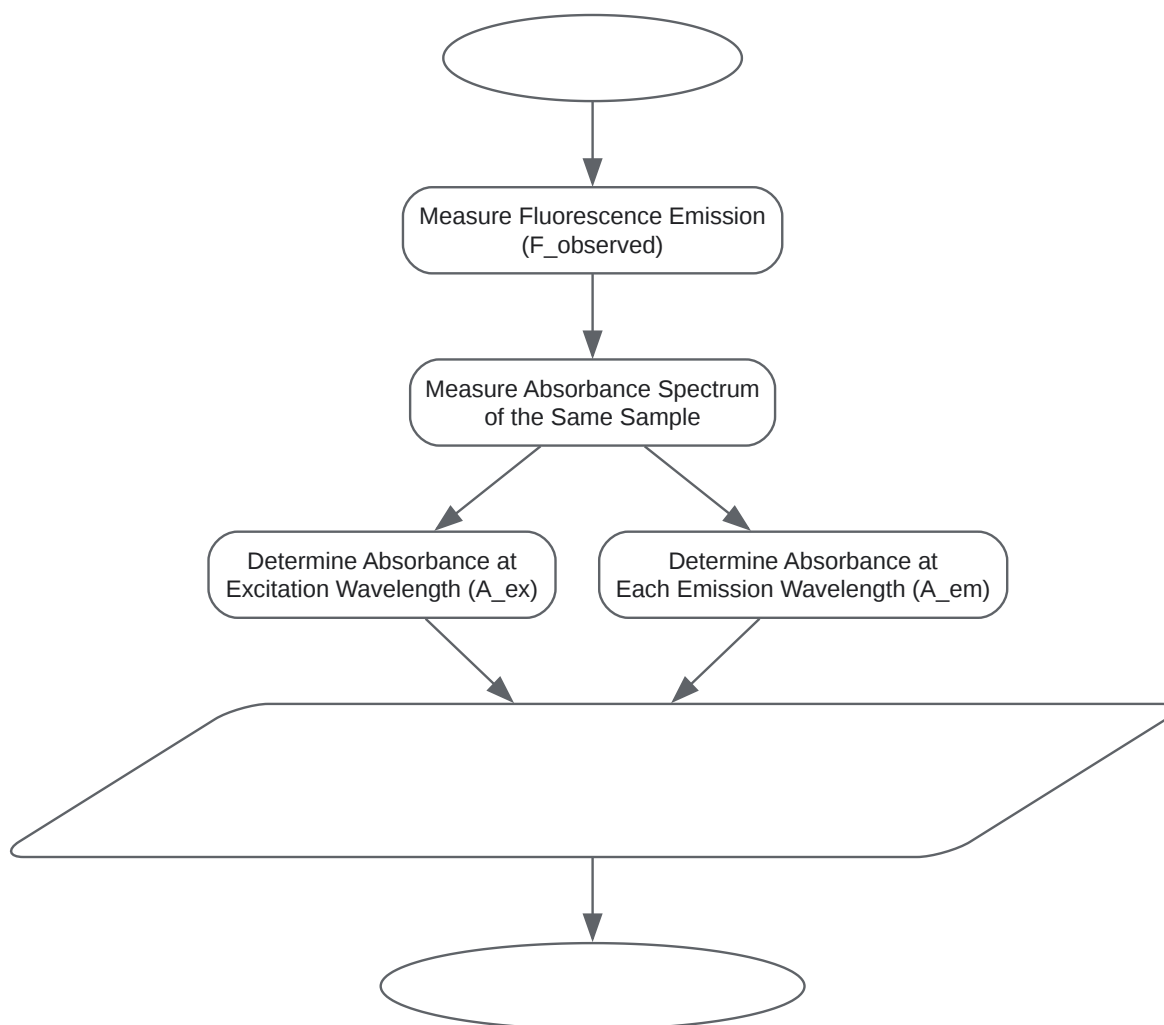 Measure Fluorescence Emission
(F_observed)
Measure Absorbance Spectrum
of the Same Sample
Determine Absorbance at
Excitation Wavelength (A_ex)
Determine Absorbance at
Each Emission Wavelength (A_em)